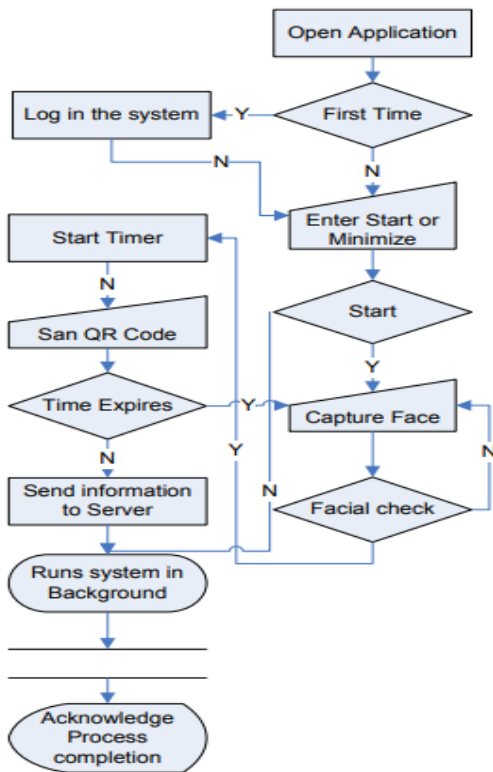 Open Application
First Time
Y
Log in the system
N
N
Enter Start or
Minimize
Start
Y
Capture Face
N
Facial check
Y
N
Start Timer
N
San QR Code
Time Expires
Y
N
Send information
to Server
Runs system in
Background
Acknowledge
Process
completion